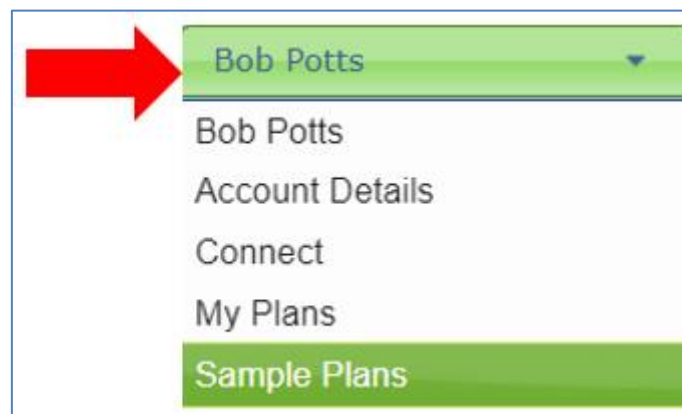 Bob Potts
Bob Potts
Account Details
Connect
My Plans
Sample Plans